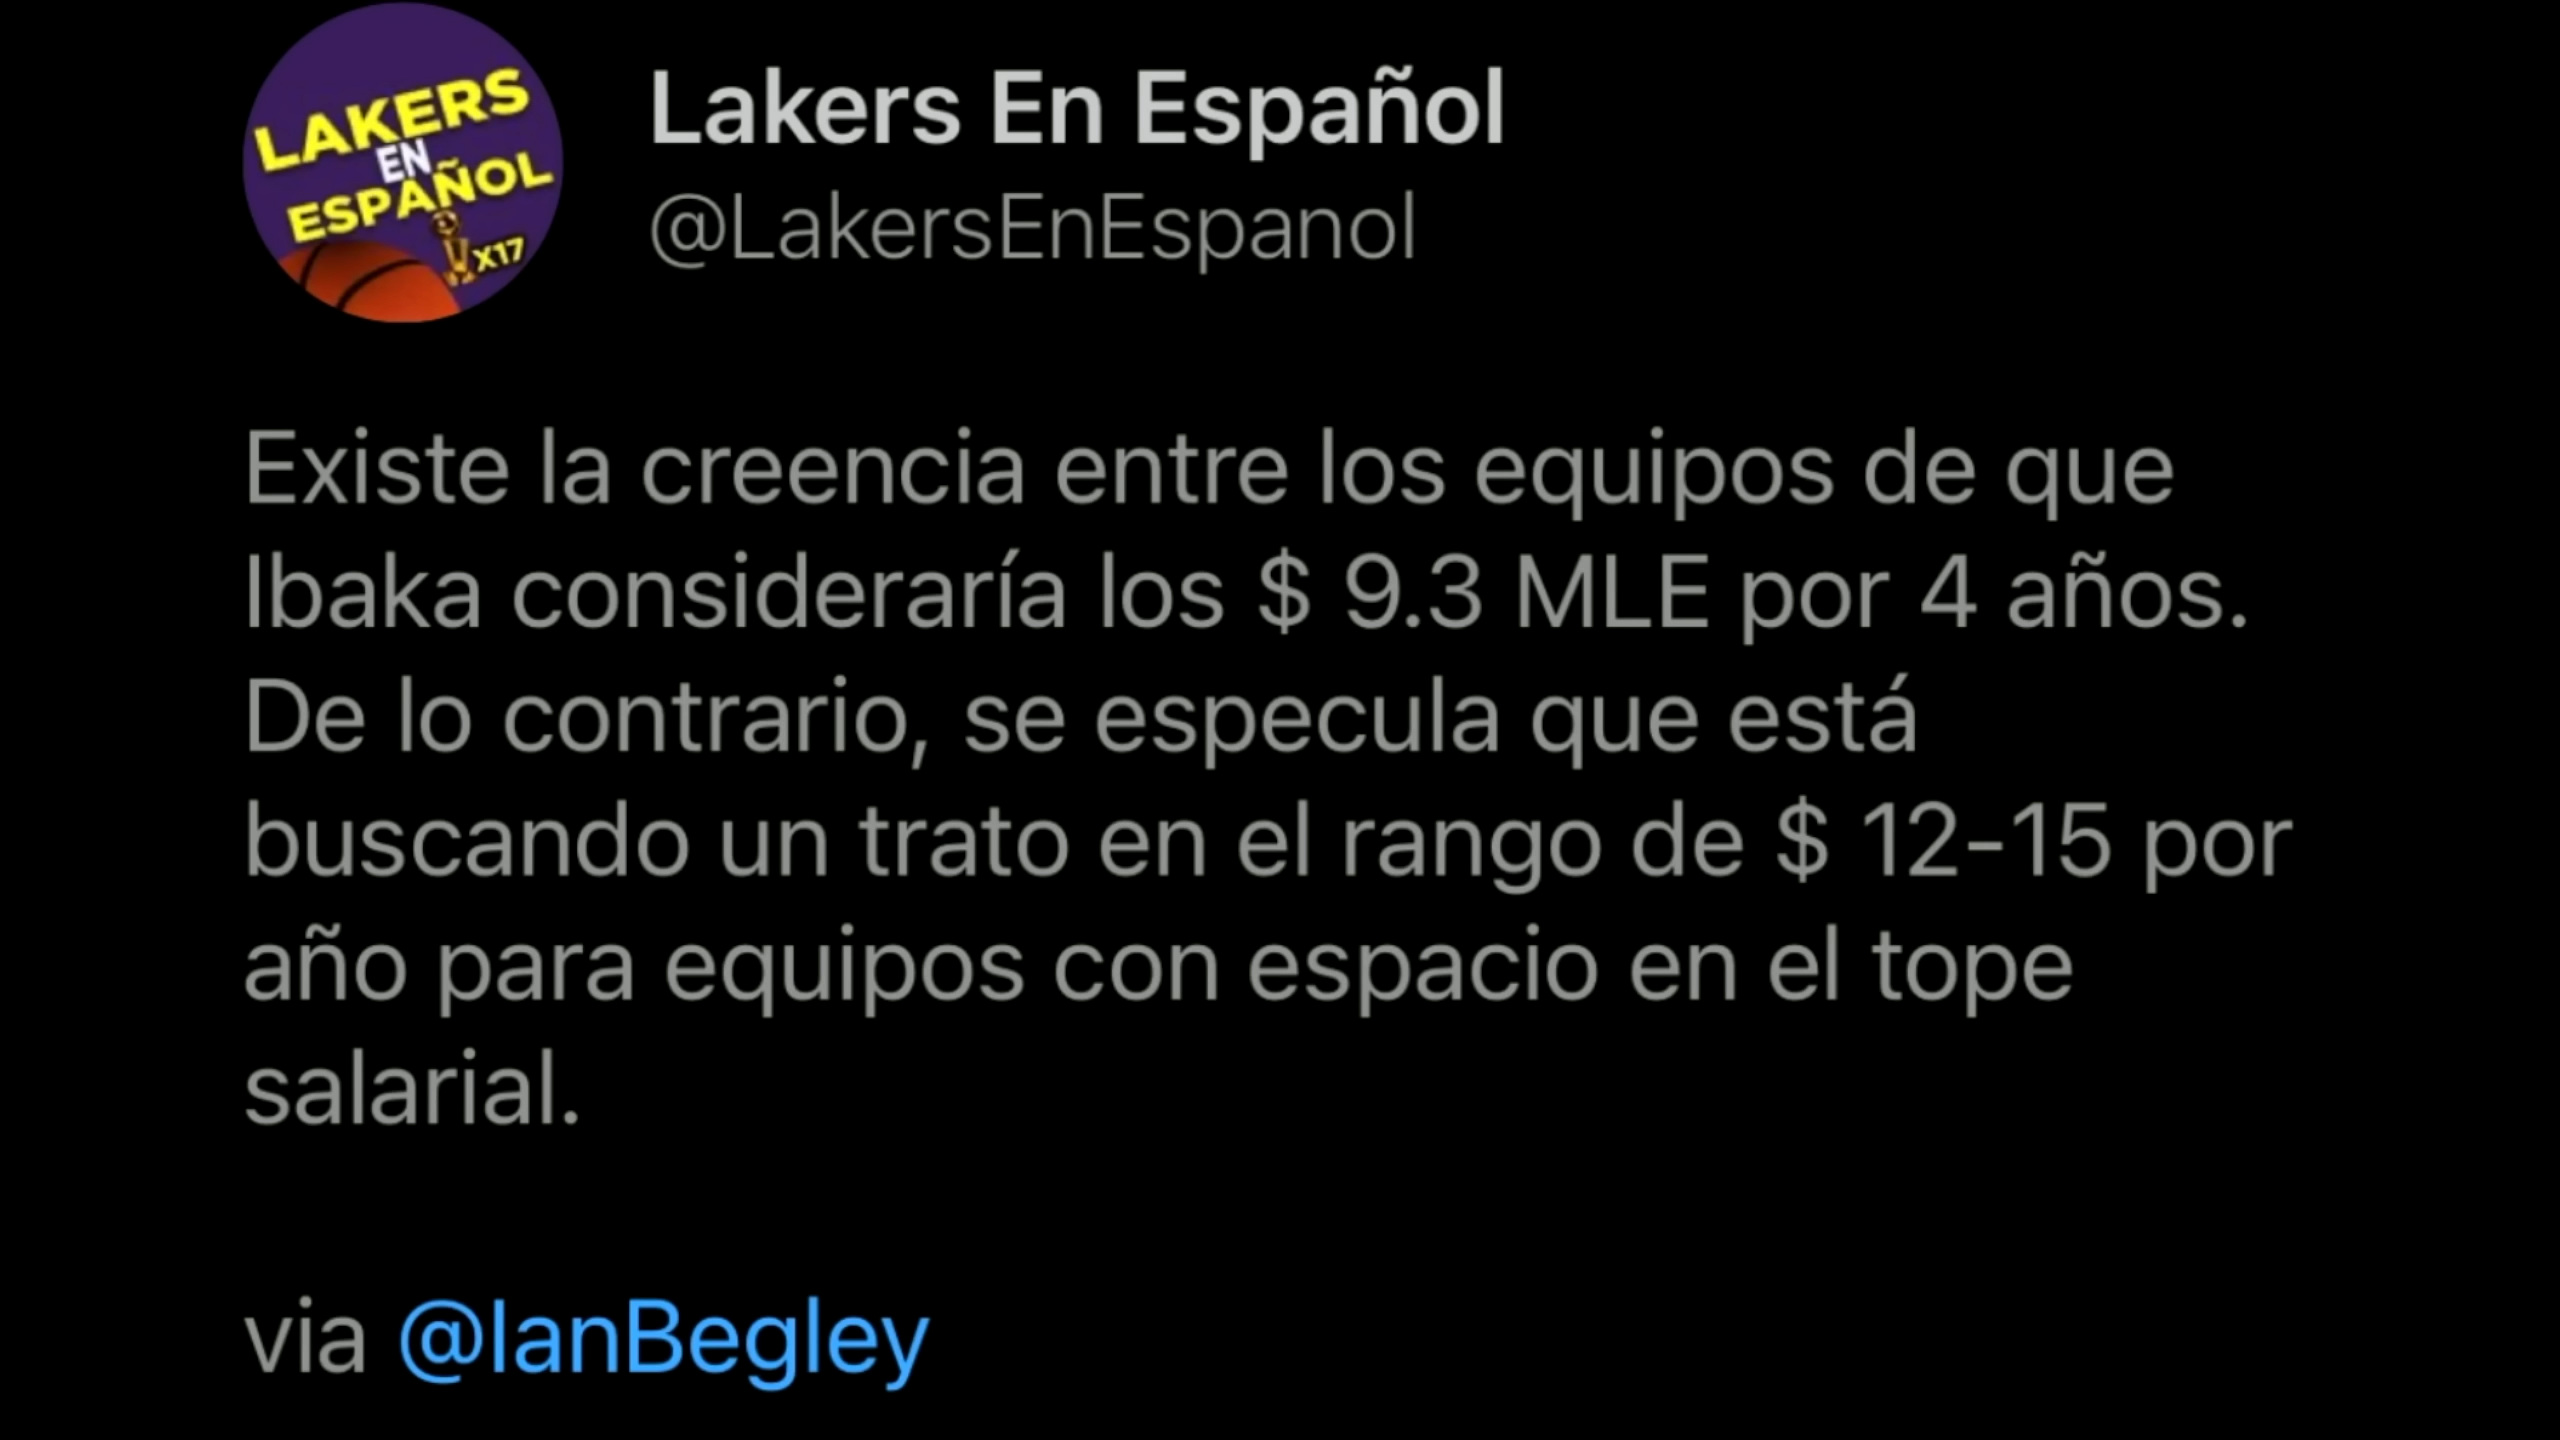 LAKERS
EN
ESPAÑOL
X17
Lakers En Español
@LakersEnEspanol
Existe la creencia entre los equipos de que
Ibaka consideraría los $ 9.3 MLE por 4 años.
De lo contrario, se especula que está
buscando un trato en el rango de $ 12-15 por
año para equipos con espacio en el tope
salarial.
via @IanBegley